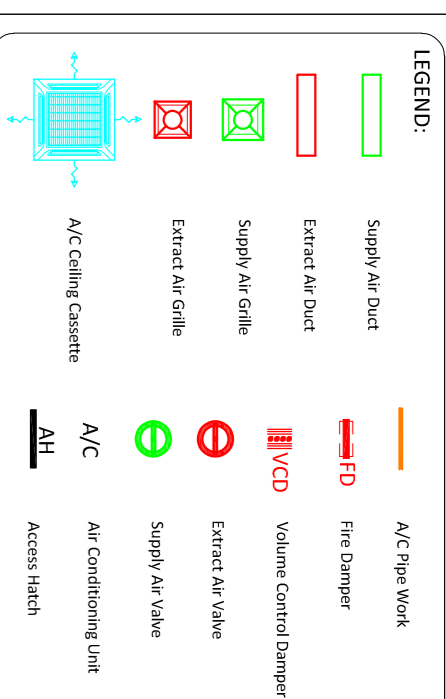 LEGEND:
Supply Air Duct
Extract Air Duct
Supply Air Grille
Extract Air Grille
A/C Ceiling Cassette
A/C Pipe Work
FD
Fire Damper
VCD
Volume Control Damper
Extract Air Valve
Supply Air Valve
A/C
Air Conditioning Unit
AH
Access Hatch